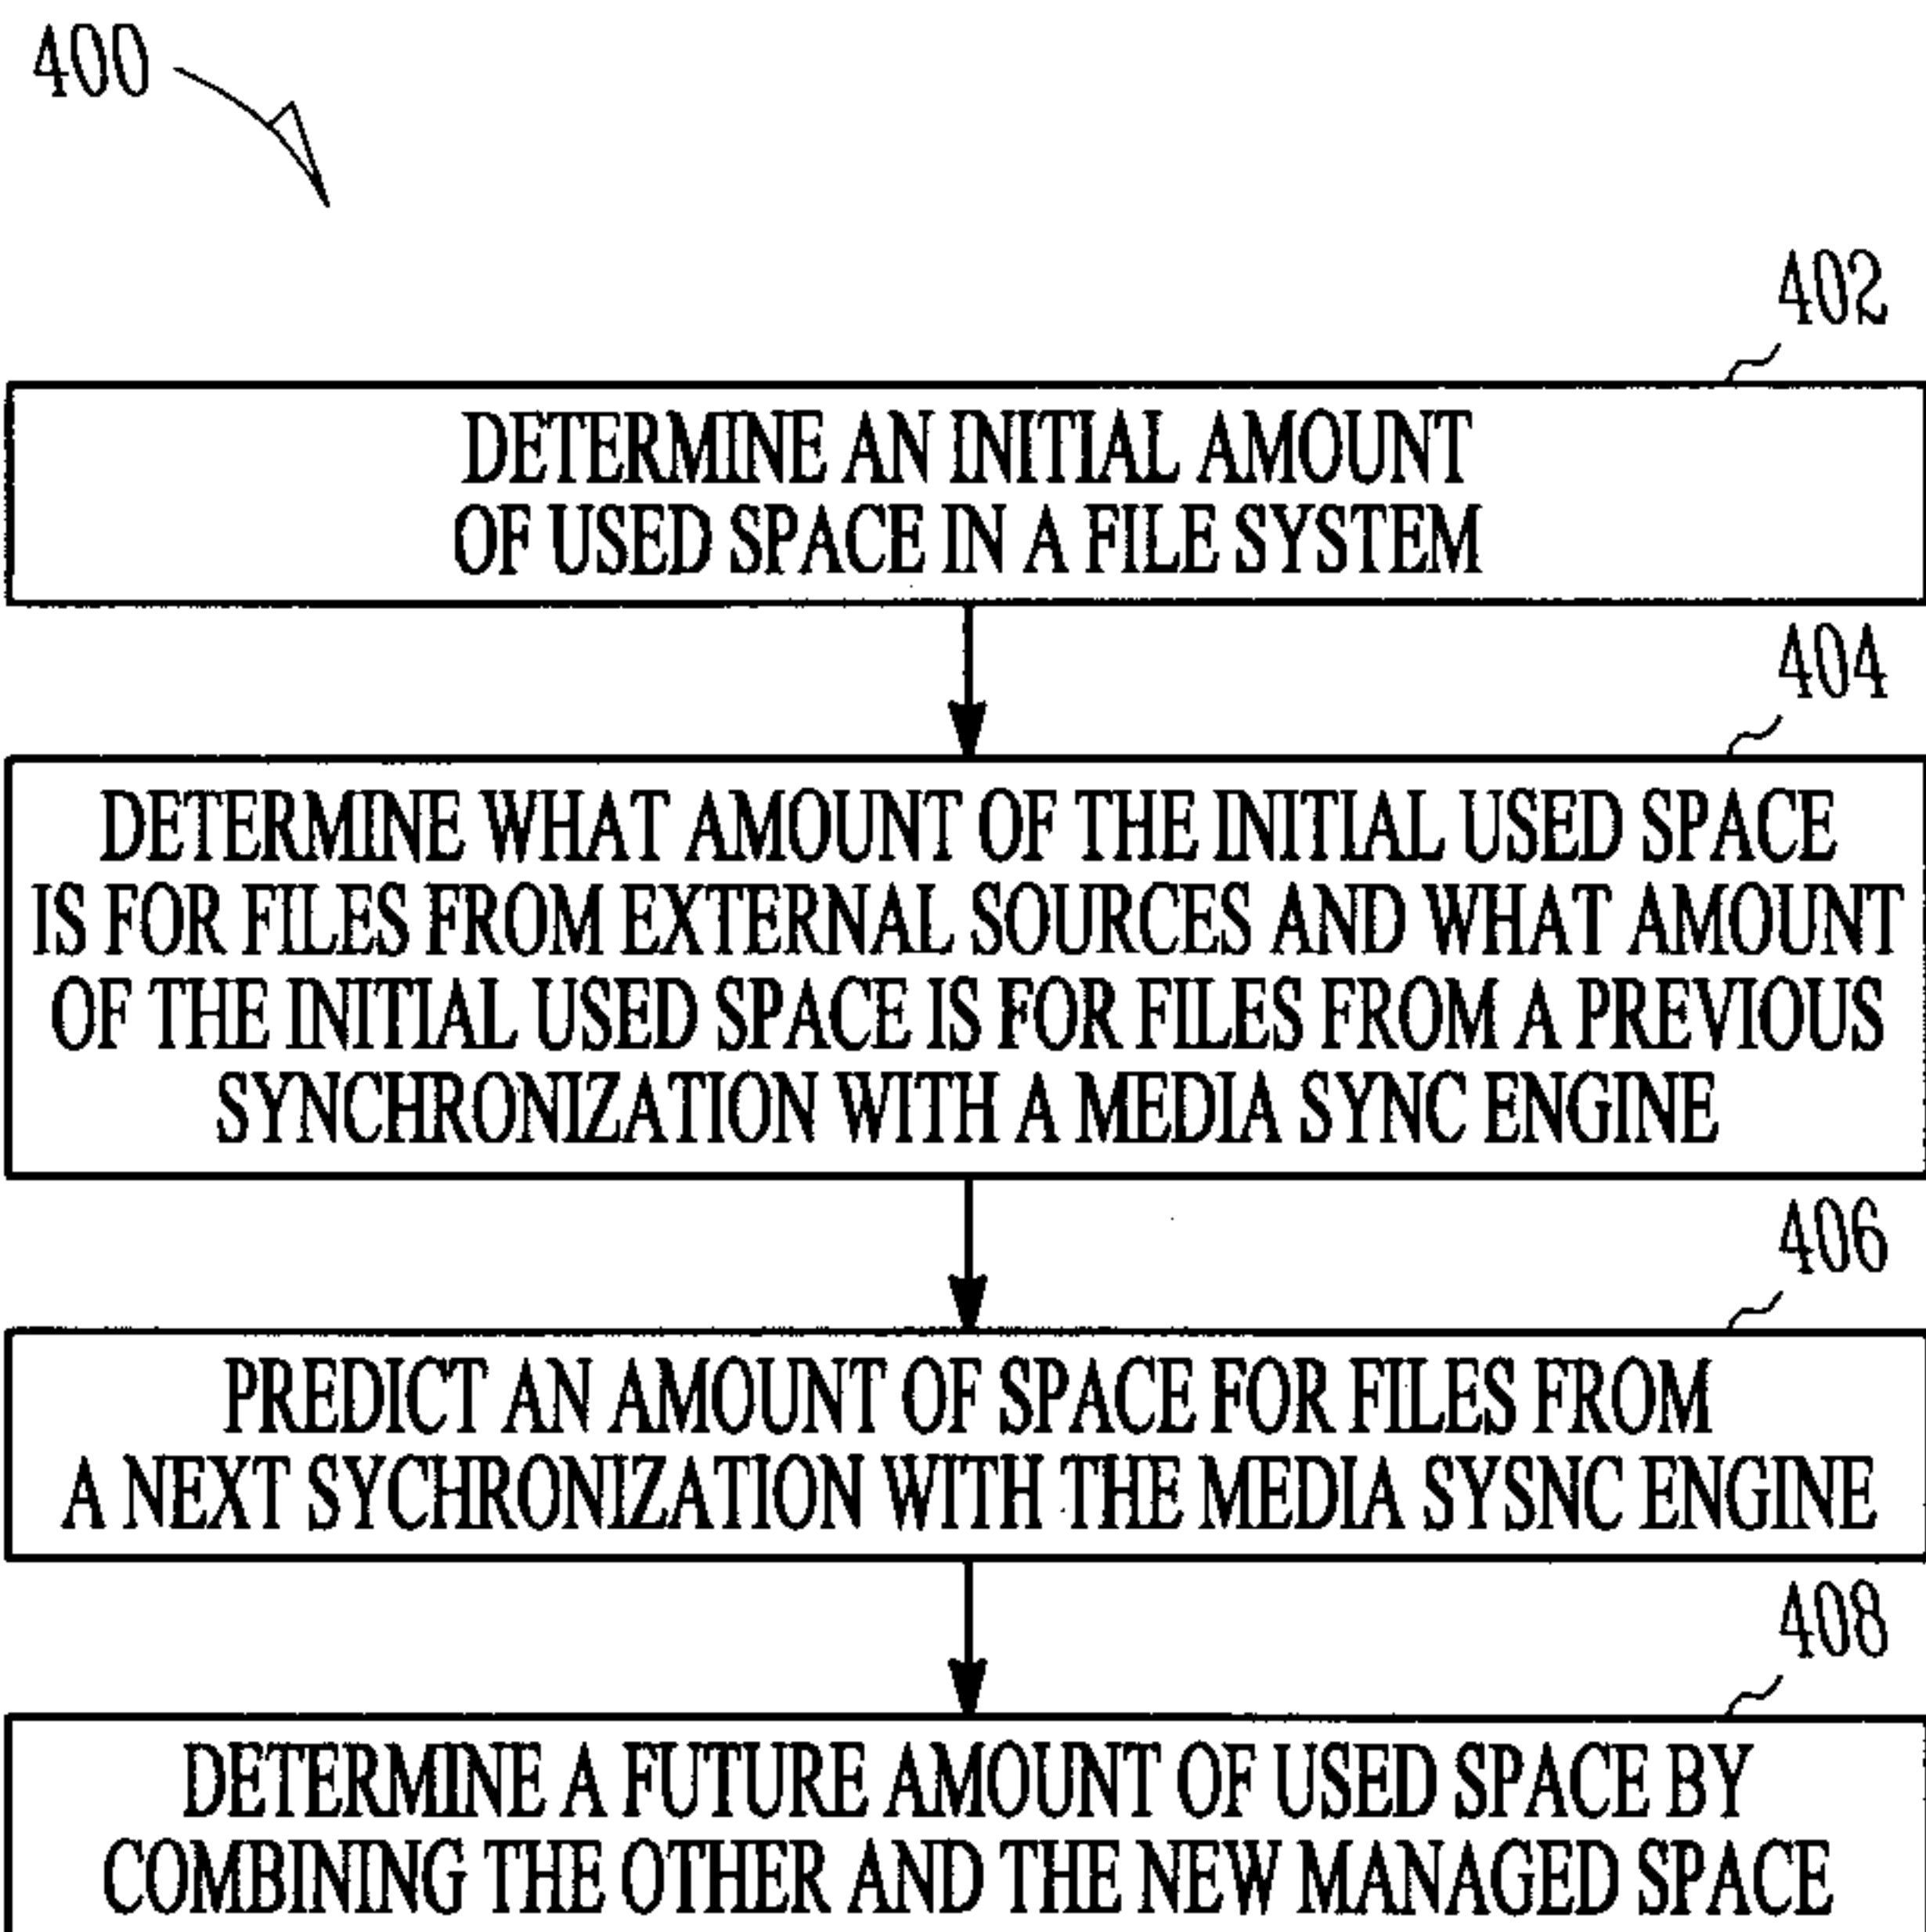 400
402
DETERMINE AN INITIAL AMOUNT
OF USED SPACE IN A FILE SYSTEM
404
DETERMINE WHAT AMOUNT OF THE INITIAL USED SPACE
IS FOR FILES FROM EXTERNAL SOURCES AND WHAT AMOUNT
OF THE INITIAL USED SPACE IS FOR FILES FROM A PREVIOUS
SYNCHRONIZATION WITH A MEDIA SYNC ENGINE
406
PREDICT AN AMOUNT OF SPACE FOR FILES FROM
A NEXT SYCHRONIZATION WITH THE MEDIA SYSNC ENGINE
408
DETERMINE A FUTURE AMOUNT OF USED SPACE BY
COMBINING THE OTHER AND THE NEW MANAGED SPACE